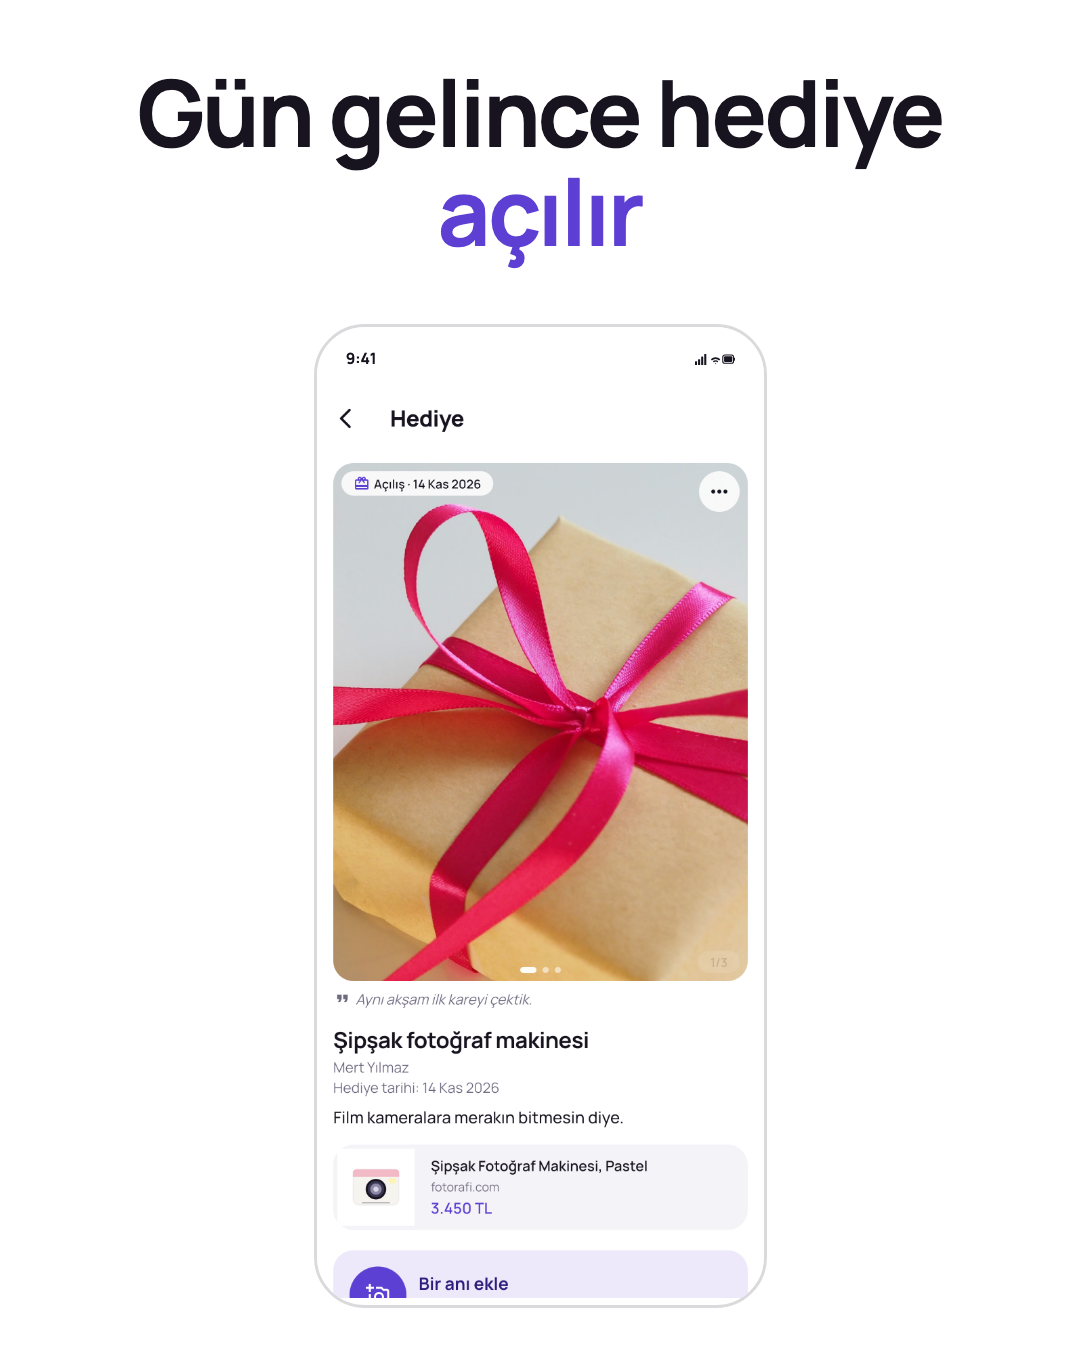 Gün gelince hediye
açılır
9:41
Hediye
Açılış · 14 Kas 2026
1/3
Aynı akşam ilk kareyi çektik.
Şipşak fotoğraf makinesi
Mert Yılmaz
Hediye tarihi: 14 Kas 2026
Film kameralara merakın bitmesin diye.
Şipşak Fotoğraf Makinesi, Pastel
fotorafi.com
3.450 TL
Bir anı ekle